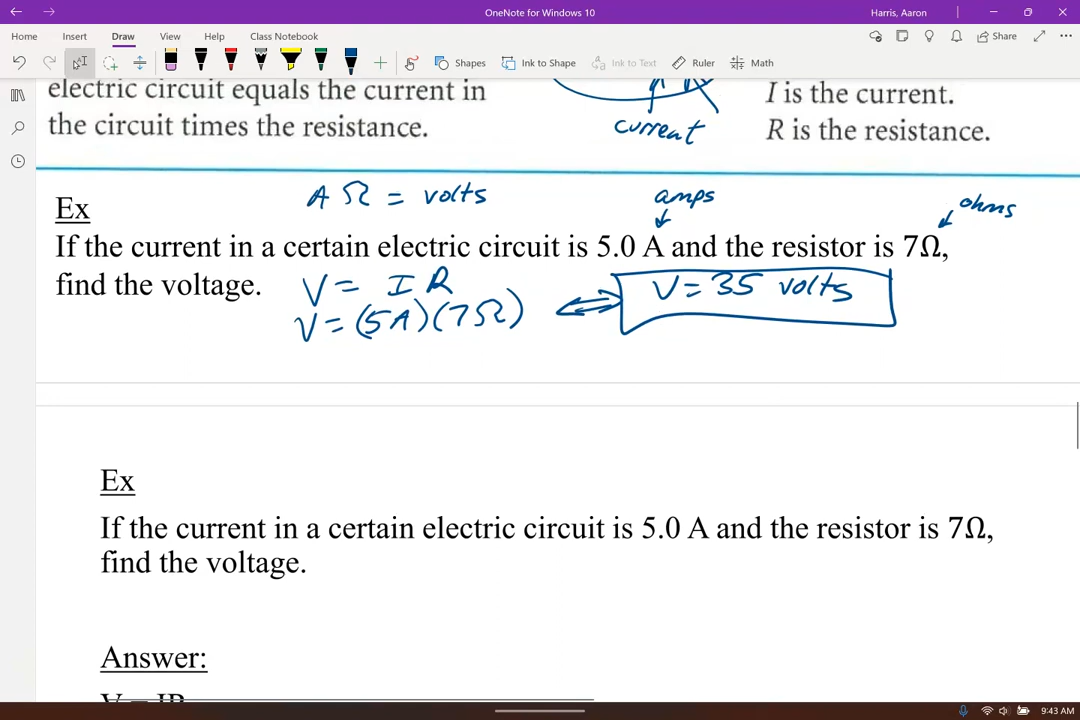 OneNote for Windows 10
Harris, Aaron
Home Insert Draw View Help Class Notebook
Share
Shapes Ink to Shape Ink to Text Ruler Math
electric circuit equals the current in
the circuit times the resistance.
current
I is the current.
R is the resistance.
A Ω = volts
amps
ohms
Ex
If the current in a certain electric circuit is 5.0 A and the resistor is 7Ω,
find the voltage.
V = I R
V = (5A)(7Ω)
V = 35 volts
Ex
If the current in a certain electric circuit is 5.0 A and the resistor is 7Ω,
find the voltage.
Answer:
V = IR
9:43 AM